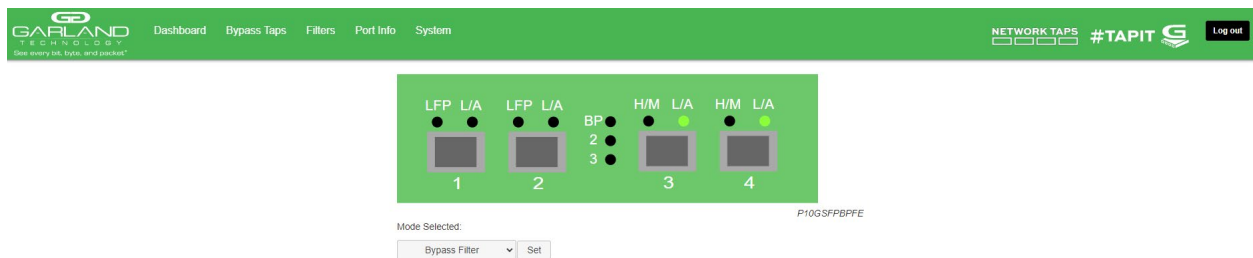 GARLAND
TECHNOLOGY
See every bit, byte, and packet®
Dashboard Bypass Taps Filters Port Info System
NETWORK TAPS
#TAPIT
Log out
LFP L/A LFP L/A H/M L/A H/M L/A
BP
2
3
1 2 3 4
P10GSFPBPFE
Mode Selected:
Bypass Filter Set